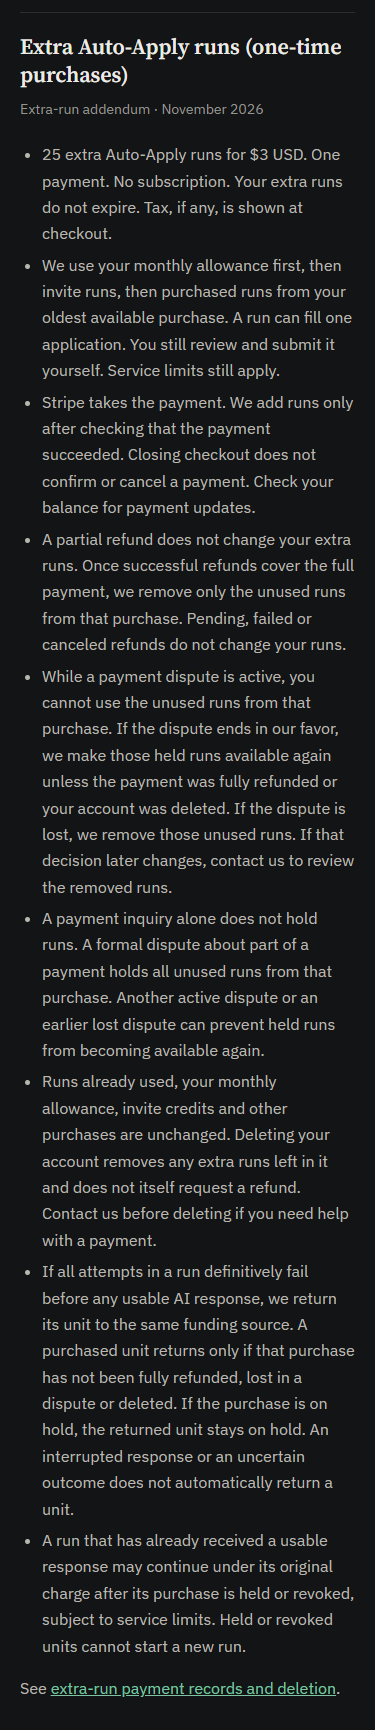 Extra Auto-Apply runs (one-time
purchases)
Extra-run addendum · November 2026
• 25 extra Auto-Apply runs for $3 USD. One
payment. No subscription. Your extra runs
do not expire. Tax, if any, is shown at
checkout.
• We use your monthly allowance first, then
invite runs, then purchased runs from your
oldest available purchase. A run can fill one
application. You still review and submit it
yourself. Service limits still apply.
• Stripe takes the payment. We add runs only
after checking that the payment
succeeded. Closing checkout does not
confirm or cancel a payment. Check your
balance for payment updates.
• A partial refund does not change your extra
runs. Once successful refunds cover the full
payment, we remove only the unused runs
from that purchase. Pending, failed or
canceled refunds do not change your runs.
• While a payment dispute is active, you
cannot use the unused runs from that
purchase. If the dispute ends in our favor,
we make those held runs available again
unless the payment was fully refunded or
your account was deleted. If the dispute is
lost, we remove those unused runs. If that
decision later changes, contact us to review
the removed runs.
• A payment inquiry alone does not hold
runs. A formal dispute about part of a
payment holds all unused runs from that
purchase. Another active dispute or an
earlier lost dispute can prevent held runs
from becoming available again.
• Runs already used, your monthly
allowance, invite credits and other
purchases are unchanged. Deleting your
account removes any extra runs left in it
and does not itself request a refund.
Contact us before deleting if you need help
with a payment.
• If all attempts in a run definitively fail
before any usable AI response, we return
its unit to the same funding source. A
purchased unit returns only if that purchase
has not been fully refunded, lost in a
dispute or deleted. If the purchase is on
hold, the returned unit stays on hold. An
interrupted response or an uncertain
outcome does not automatically return a
unit.
• A run that has already received a usable
response may continue under its original
charge after its purchase is held or revoked,
subject to service limits. Held or revoked
units cannot start a new run.
See extra-run payment records and deletion.